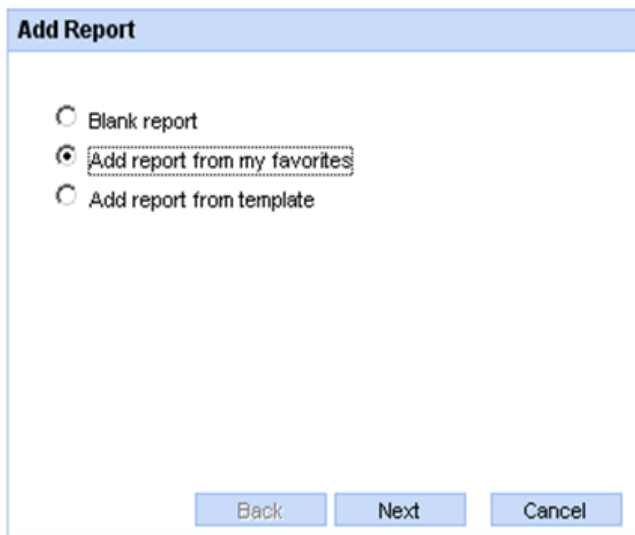 Add Report
Blank report
Add report from my favorites
Add report from template
Back Next Cancel